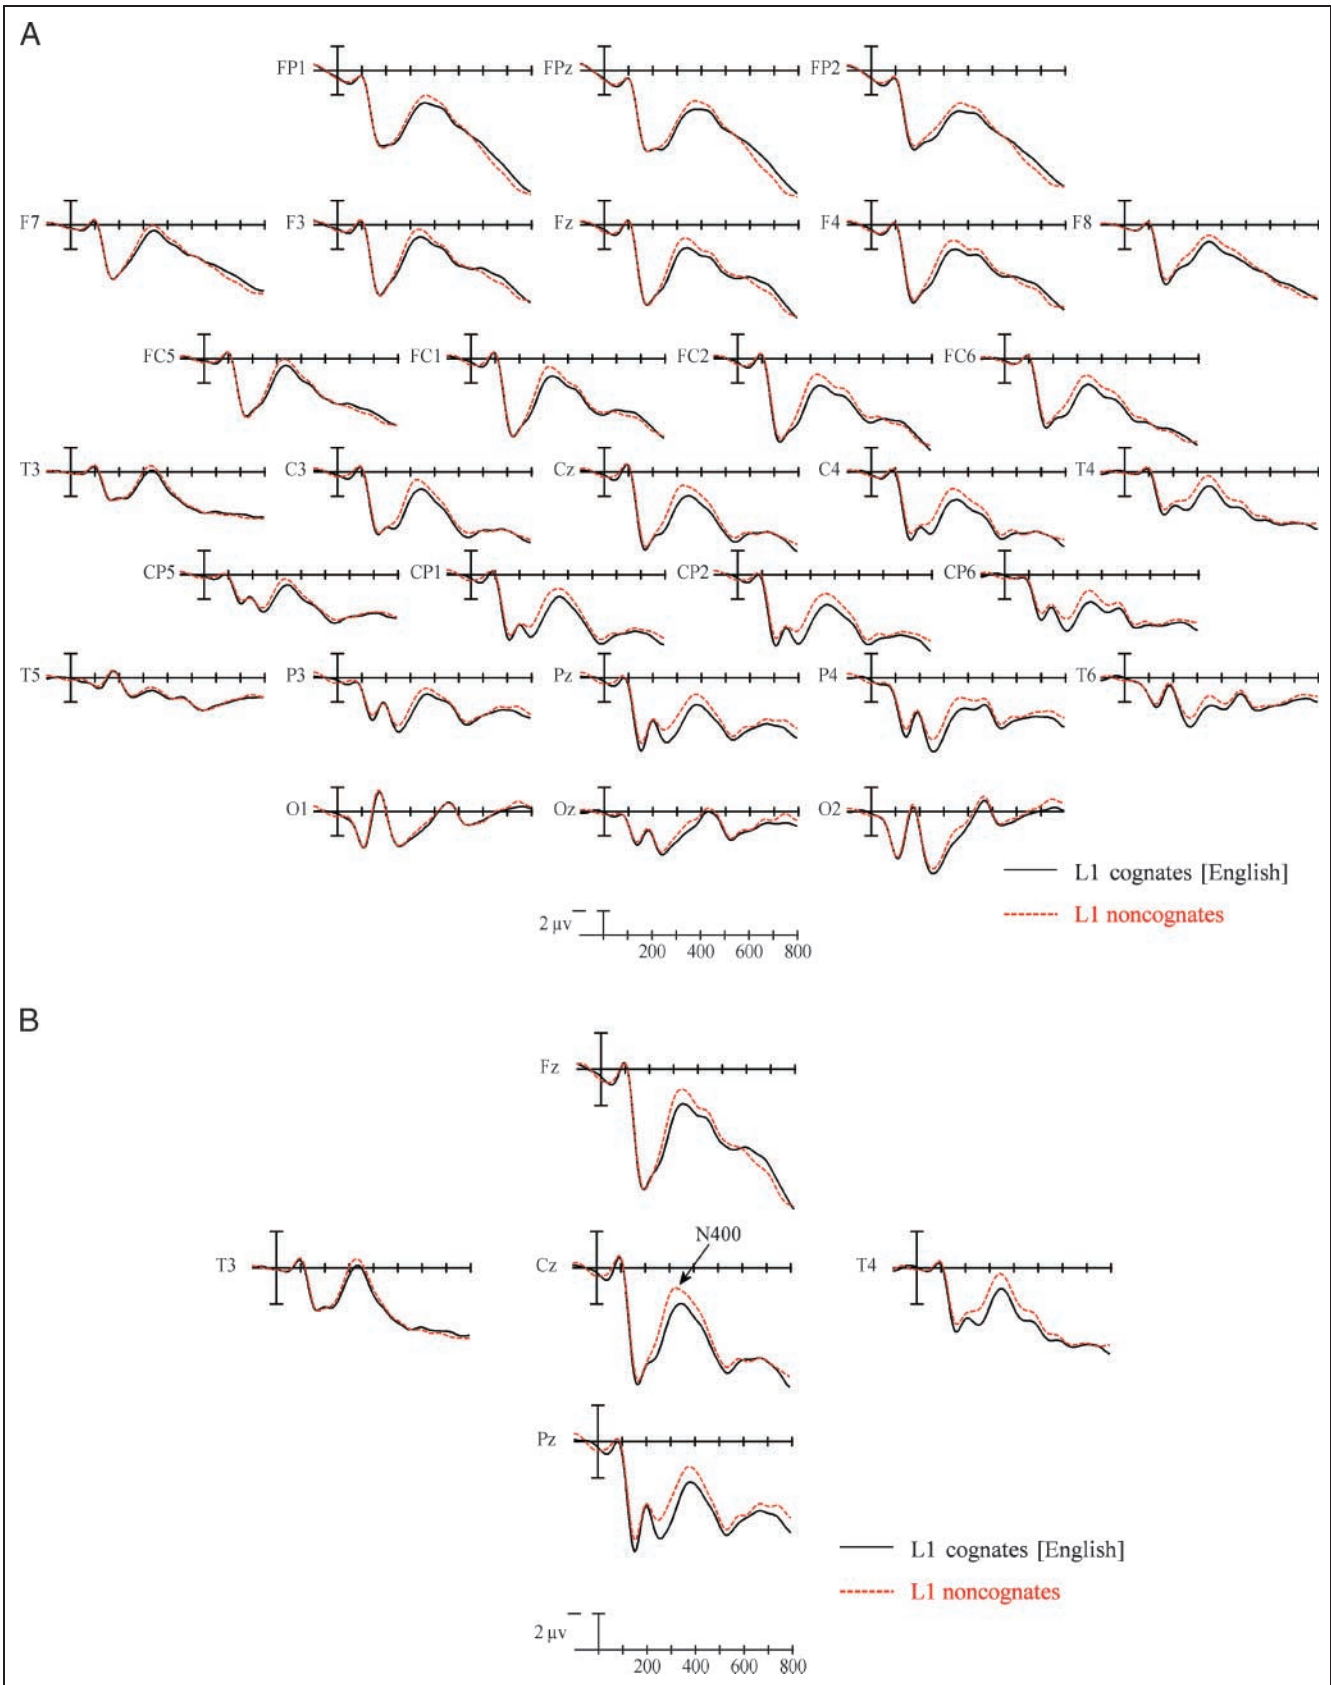 A
FP1 FPz FP2
F7 F3 Fz F4 F8
FC5 FC1 FC2 FC6
T3 C3 Cz C4 T4
CP5 CP1 CP2 CP6
T5 P3 Pz P4 T6
O1 Oz O2
L1 cognates [English]
L1 noncognates
2 μv
200 400 600 800
B
Fz
N400
T3 Cz T4
Pz
L1 cognates [English]
L1 noncognates
2 μv
200 400 600 800